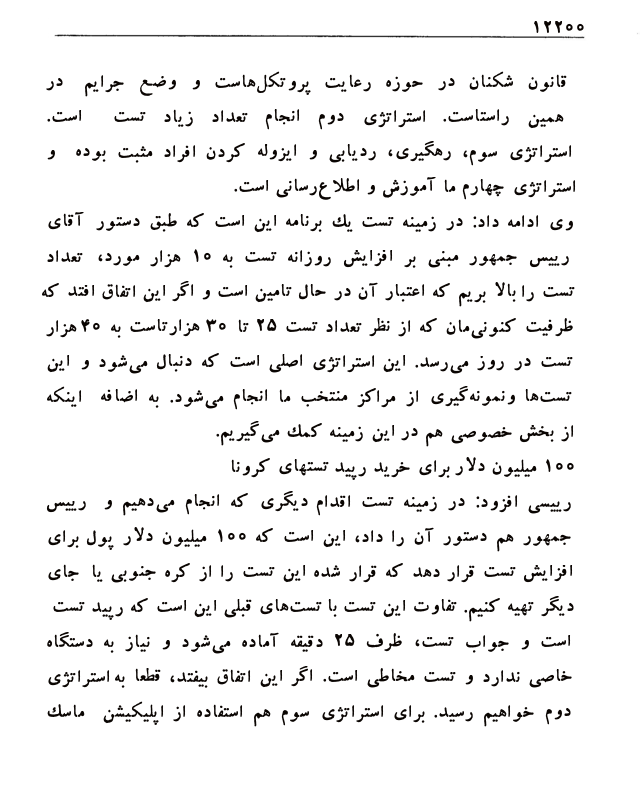 ۱۲۲۰۰
قانون شکنان در حوزه رعایت پروتکل‌هاست و وضع جرایم در
همین راستاست. استراتژی دوم انجام تعداد زیاد تست است.
استراتژی سوم، رهگیری، ردیابی و ایزوله کردن افراد مثبت بوده و
استراتژی چهارم ما آموزش و اطلاع‌رسانی است.
وی ادامه داد: در زمینه تست یك برنامه این است که طبق دستور آقای
رییس جمهور مبنی بر افزایش روزانه تست به ۱۰ هزار مورد، تعداد
تست را بالا بریم که اعتبار آن در حال تامین است و اگر این اتفاق افتد که
ظرفیت کنونی‌مان که از نظر تعداد تست ۲۵ تا ۳۰ هزارتاست به ۴۰ هزار
تست در روز می‌رسد. این استراتژی اصلی است که دنبال می‌شود و این
تست‌ها ونمونه‌گیری از مراکز منتخب ما انجام می‌شود. به اضافه اینکه
از بخش خصوصی هم در این زمینه کمك می‌گیریم.
۱۰۰ میلیون دلار برای خرید رپید تستهای کرونا
رییسی افزود: در زمینه تست اقدام دیگری که انجام می‌دهیم و رییس
جمهور هم دستور آن را داد، این است که ۱۰۰ میلیون دلار پول برای
افزایش تست قرار دهد که قرار شده این تست را از کره جنوبی یا جای
دیگر تهیه کنیم. تفاوت این تست با تست‌های قبلی این است که رپید تست
است و جواب تست، ظرف ۲۵ دقیقه آماده می‌شود و نیاز به دستگاه
خاصی ندارد و تست مخاطی است. اگر این اتفاق بیفتد، قطعا به استراتژی
دوم خواهیم رسید. برای استراتژی سوم هم استفاده از اپلیکیشن ماسك